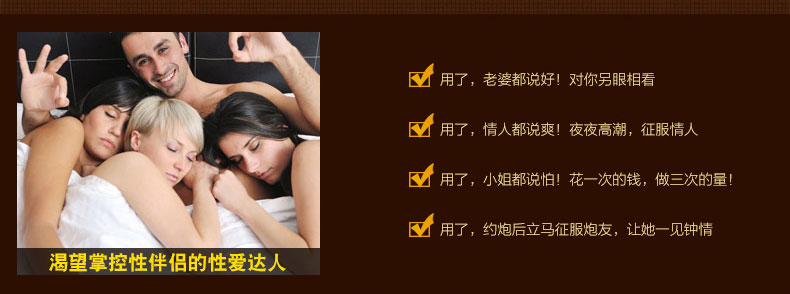 用了，老婆都说好！对你另眼相看
用了，情人都说爽！夜夜高潮，征服情人
用了，小姐都说怕！花一次的钱，做三次的量！
用了，约炮后立马征服炮友，让她一见钟情
渴望掌控性伴侣的性爱达人